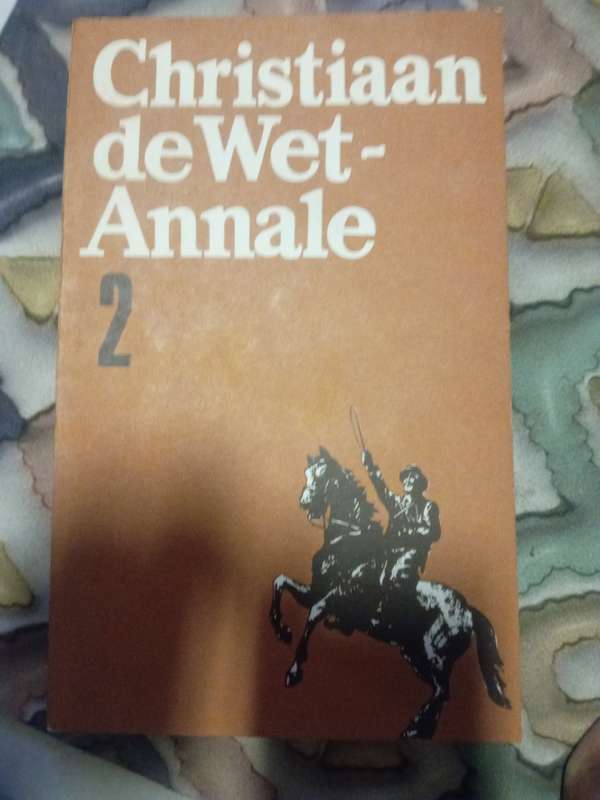 Christiaan
de Wet-
Annale
2